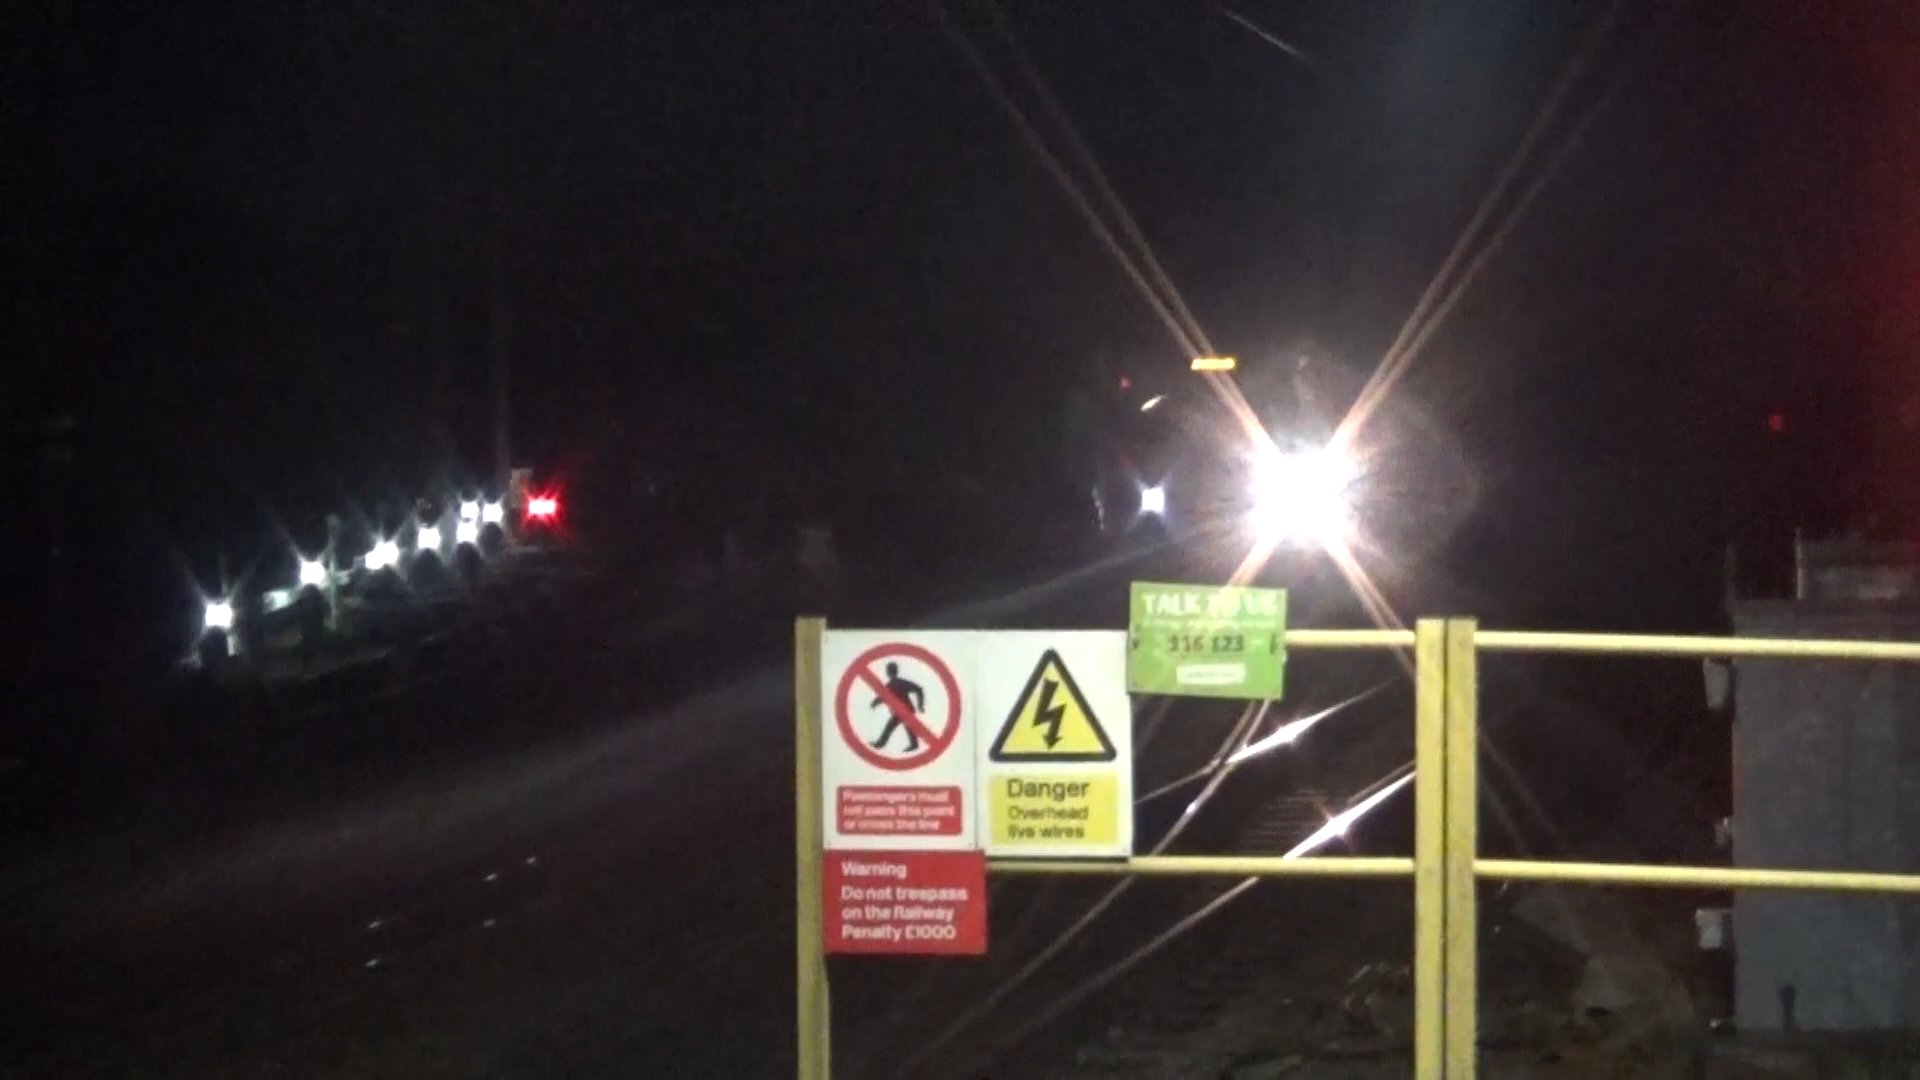 TALK TO US
116 123
Passengers must
not pass this point
or cross the line
Danger
Overhead
live wires
Warning
Do not trespass
on the Railway
Penalty £1000